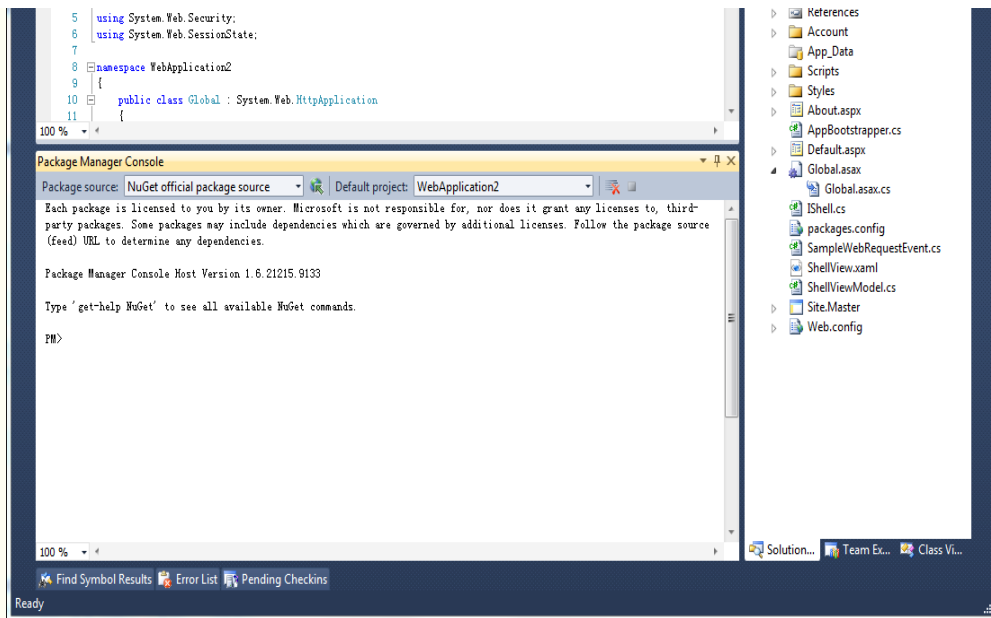 5 using System.Web.Security;
6 using System.Web.SessionState;
7
8 namespace WebApplication2
9 {
10 public class Global : System.Web.HttpApplication
11 {
100 %
Package Manager Console
Package source: NuGet official package source Default project: WebApplication2
Each package is licensed to you by its owner. Microsoft is not responsible for, nor does it grant any licenses to, third-
party packages. Some packages may include dependencies which are governed by additional licenses. Follow the package source
(feed) URL to determine any dependencies.
Package Manager Console Host Version 1.6.21215.9133
Type 'get-help NuGet' to see all available NuGet commands.
PM>
100 %
Find Symbol Results Error List Pending Checkins
Ready
References
Account
App_Data
Scripts
Styles
About.aspx
AppBootstrapper.cs
Default.aspx
Global.asax
Global.asax.cs
IShell.cs
packages.config
SampleWebRequestEvent.cs
ShellView.xaml
ShellViewModel.cs
Site.Master
Web.config
Solution... Team Ex... Class Vi...